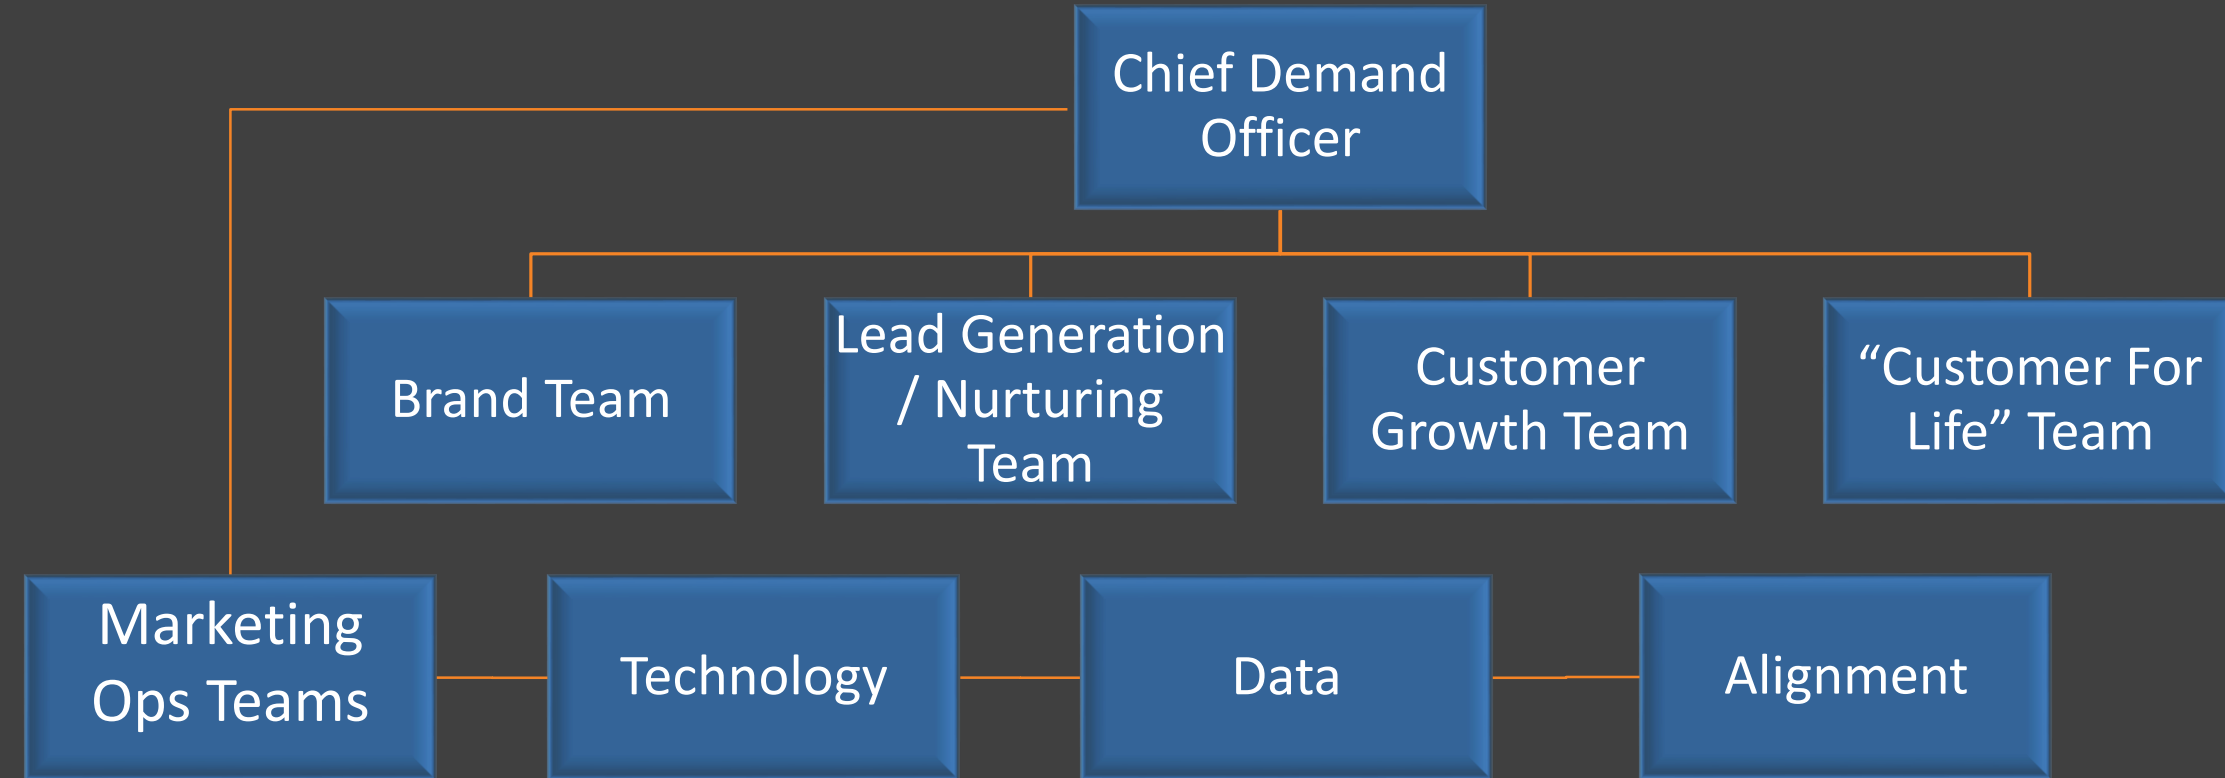 Chief Demand
Officer
Brand Team
Lead Generation
/ Nurturing
Team
Customer
Growth Team
“Customer For
Life” Team
Marketing
Ops Teams
Technology
Data
Alignment